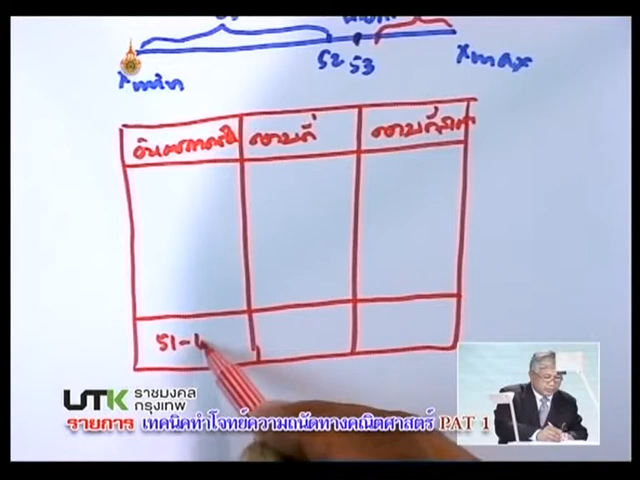 52 53
xmin xmax
อันตรภาคชั้น ความถี่ ความถี่สะสม
51-
UTK ราชมงคล
กรุงเทพ
รายการ เทคนิคทำโจทย์ความถนัดทางคณิตศาสตร์ PAT 1